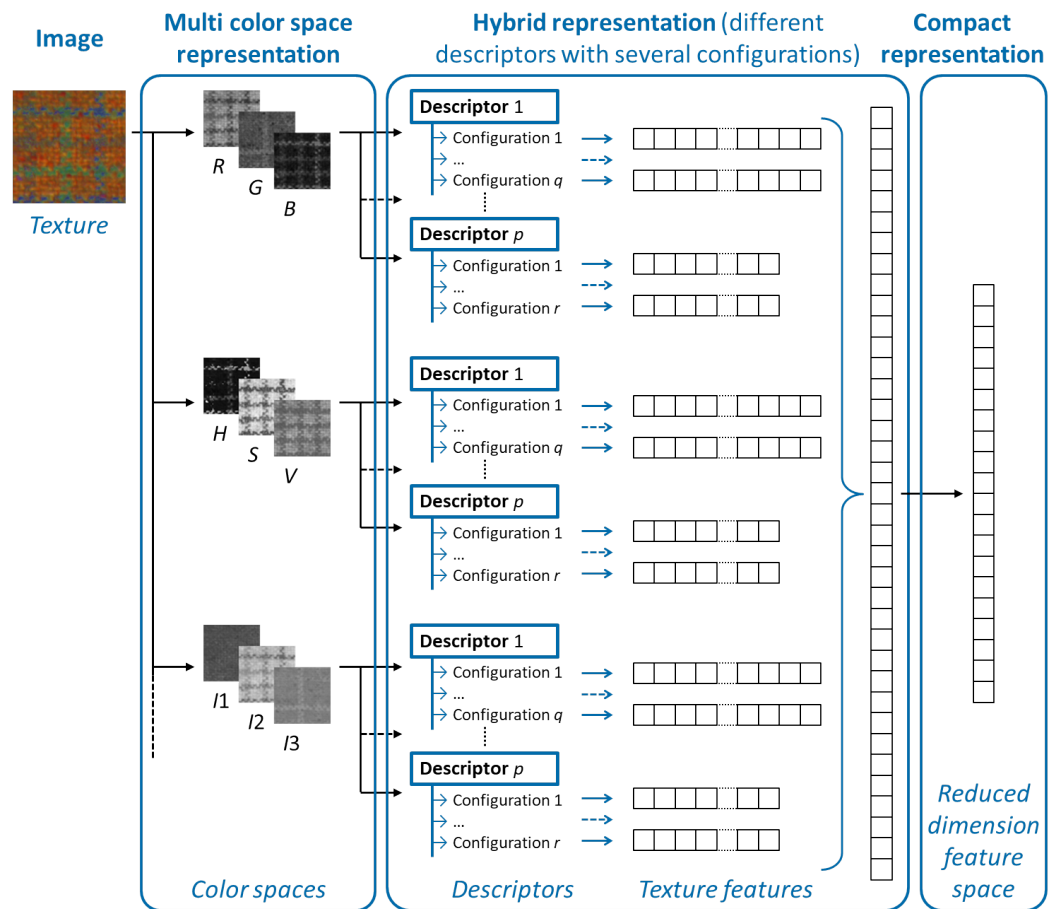 Image
Multi color space
representation
Hybrid representation (different
descriptors with several configurations)
Compact
representation
Texture
R
G
B
Descriptor 1
Configuration 1
...
Configuration q
Descriptor p
Configuration 1
...
Configuration r
H
S
V
Descriptor 1
Configuration 1
...
Configuration q
Descriptor p
Configuration 1
...
Configuration r
I1
I2
I3
Descriptor 1
Configuration 1
...
Configuration q
Descriptor p
Configuration 1
...
Configuration r
Color spaces
Descriptors
Texture features
Reduced
dimension
feature
space